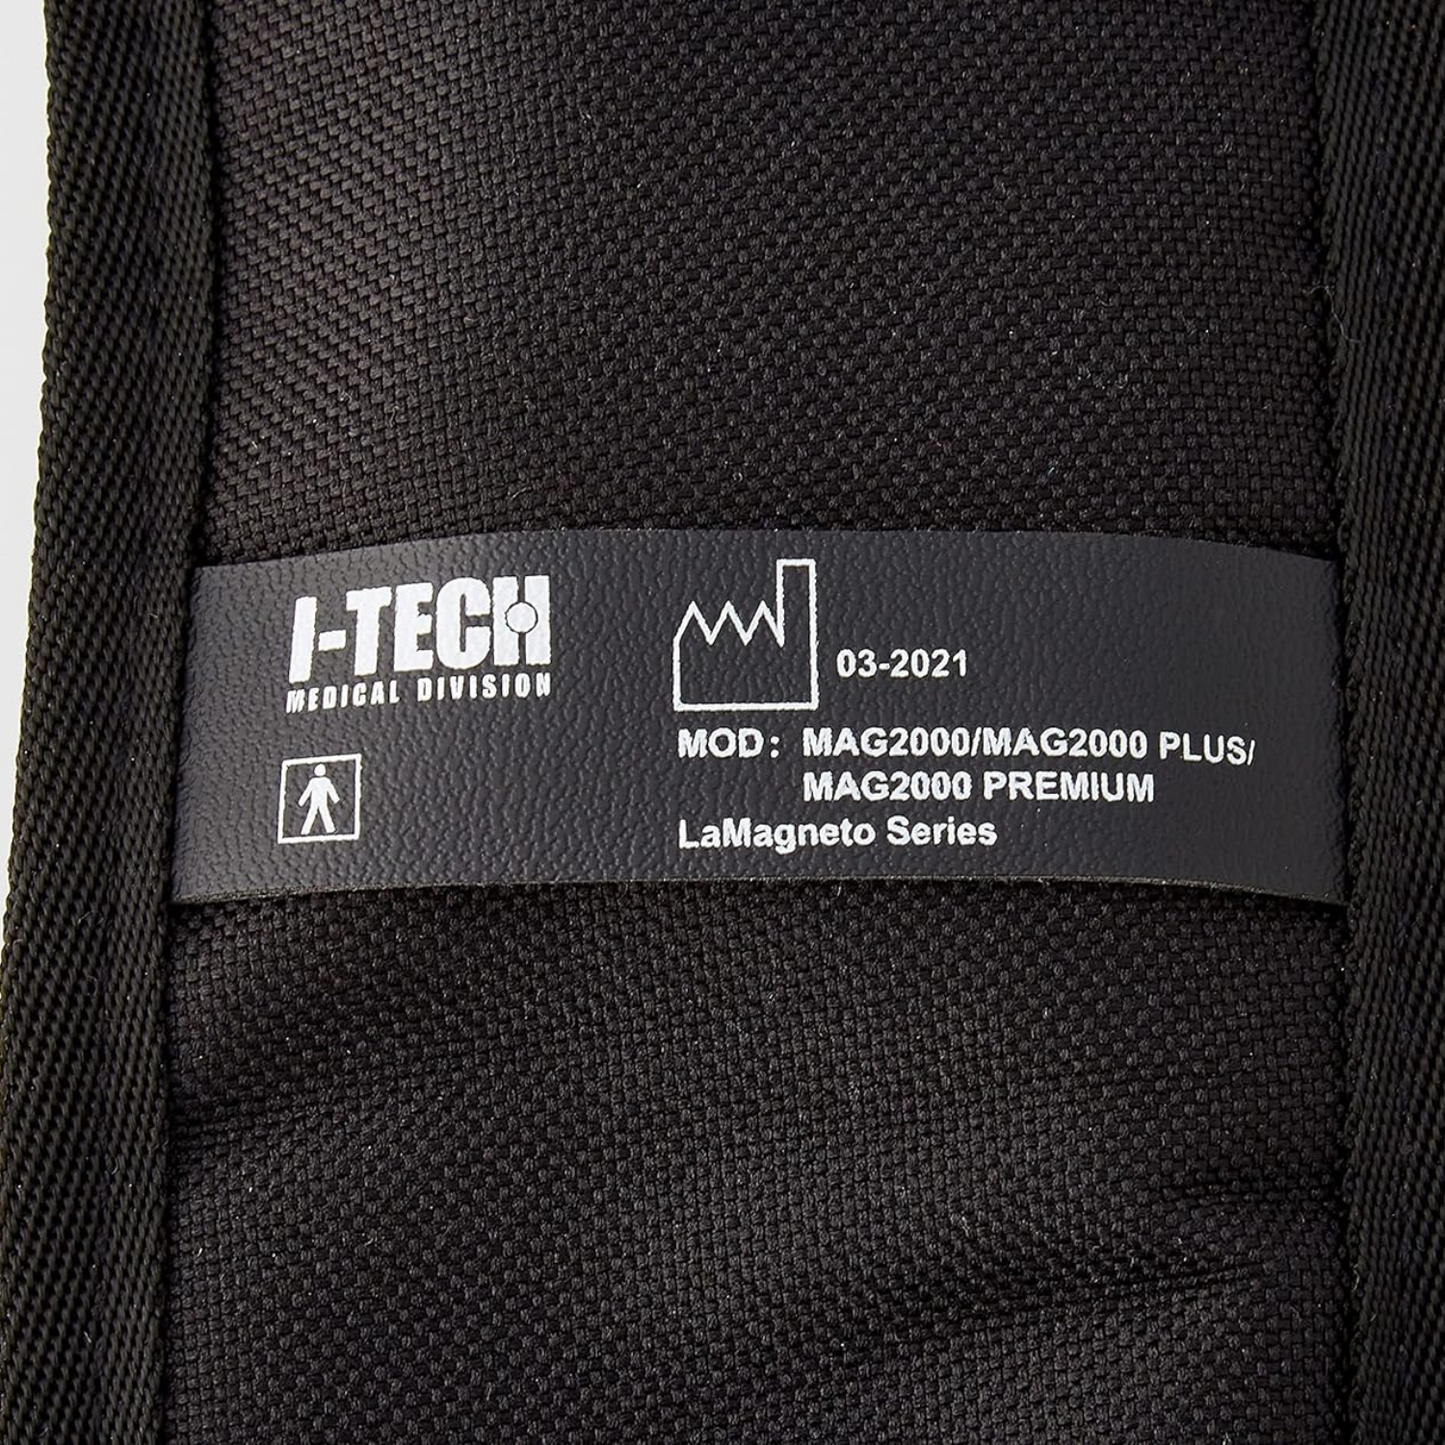 I-TECH
MEDICAL DIVISION
03-2021
MOD: MAG2000/MAG2000 PLUS/
MAG2000 PREMIUM
LaMagneto Series